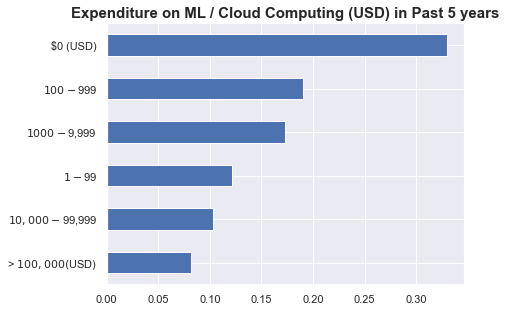 Expenditure on ML / Cloud Computing (USD) in Past 5 years
$0 (USD)
100 − 999
1000 − 9,999
1 − 99
10, 000 − 99,999
> 100, 000(USD)
0.00 0.05 0.10 0.15 0.20 0.25 0.30